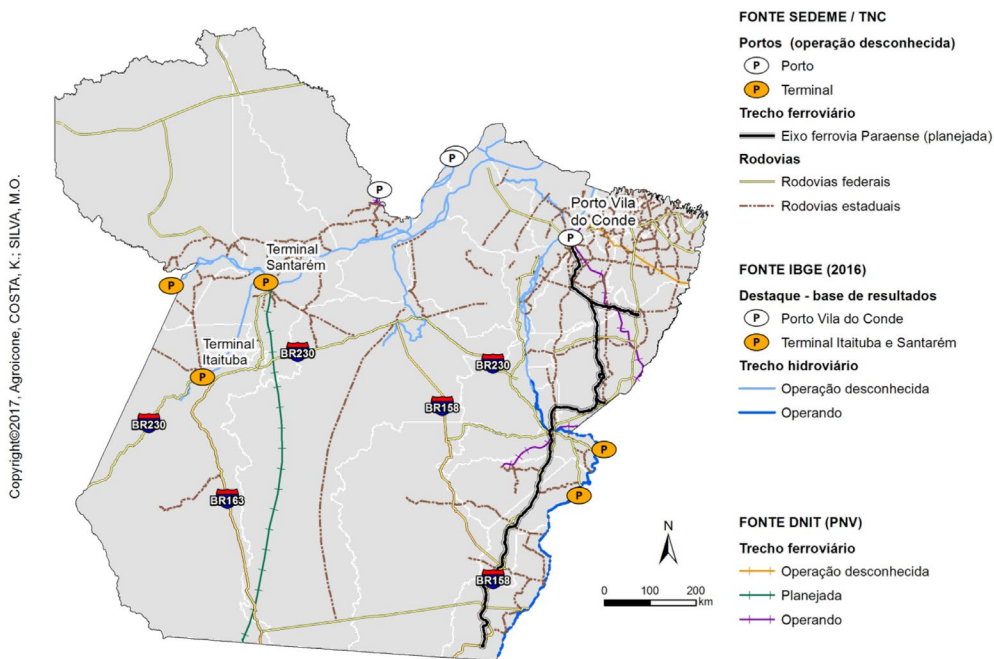 Copyright©2017, Agroicone, COSTA, K.; SILVA, M.O.
P
P
Porto Vila
do Conde
P
Terminal
Santarém
P
P
Terminal
Itaituba
P
BR230
BR230
BR158
BR230
P
P
BR163
BR158
N
0 100 200
km
FONTE SEDEME / TNC
Portos (operação desconhecida)
P Porto
P Terminal
Trecho ferroviário
Eixo ferrovia Paraense (planejada)
Rodovias
Rodovias federais
Rodovias estaduais
FONTE IBGE (2016)
Destaque - base de resultados
P Porto Vila do Conde
P Terminal Itaituba e Santarém
Trecho hidroviário
Operação desconhecida
Operando
FONTE DNIT (PNV)
Trecho ferroviário
Operação desconhecida
Planejada
Operando